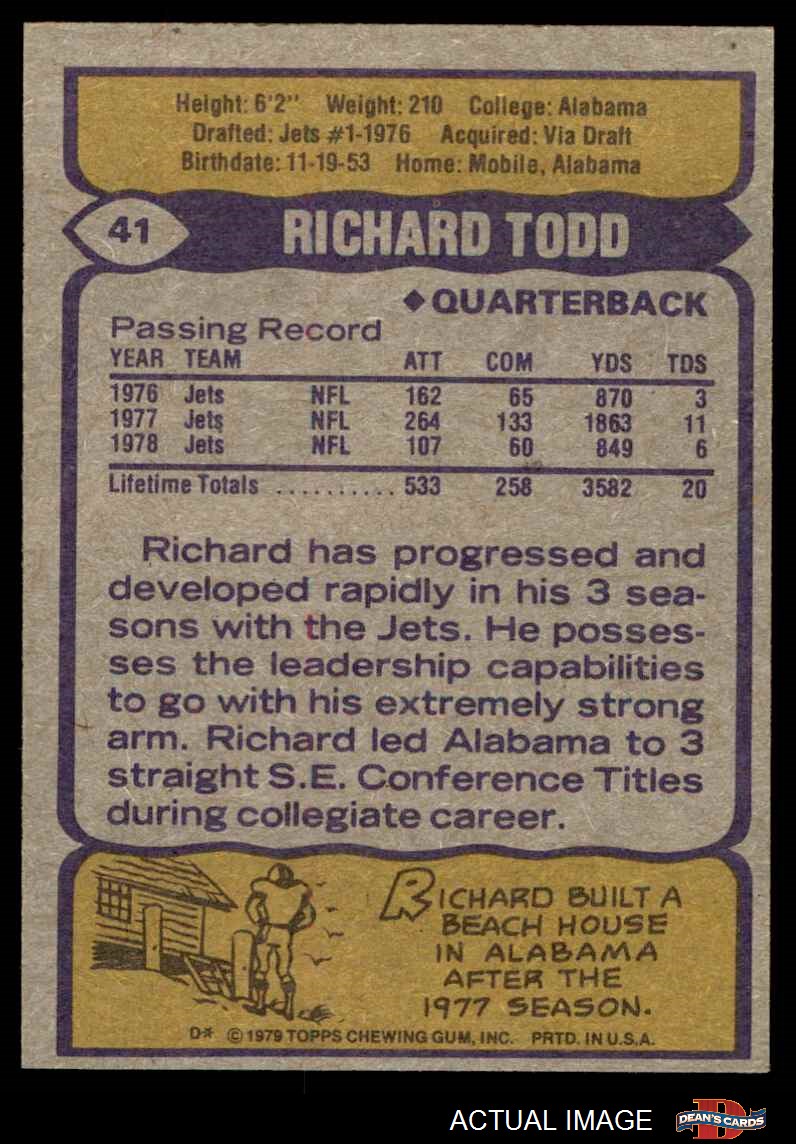 Height: 6'2" Weight: 210 College: Alabama
Drafted: Jets #1-1976 Acquired: Via Draft
Birthdate: 11-19-53 Home: Mobile, Alabama
41 RICHARD TODD
◆ QUARTERBACK
Passing Record
YEAR TEAM ATT COM YDS TDS
1976 Jets NFL 162 65 870 3
1977 Jets NFL 264 133 1863 11
1978 Jets NFL 107 60 849 6
Lifetime Totals .......... 533 258 3582 20
Richard has progressed and
developed rapidly in his 3 sea-
sons with the Jets. He posses-
ses the leadership capabilities
to go with his extremely strong
arm. Richard led Alabama to 3
straight S.E. Conference Titles
during collegiate career.
RICHARD BUILT A
BEACH HOUSE
IN ALABAMA
AFTER THE
1977 SEASON.
D* © 1979 TOPPS CHEWING GUM, INC. PRTD. IN U.S.A.
ACTUAL IMAGE
D
DEAN'S CARDS